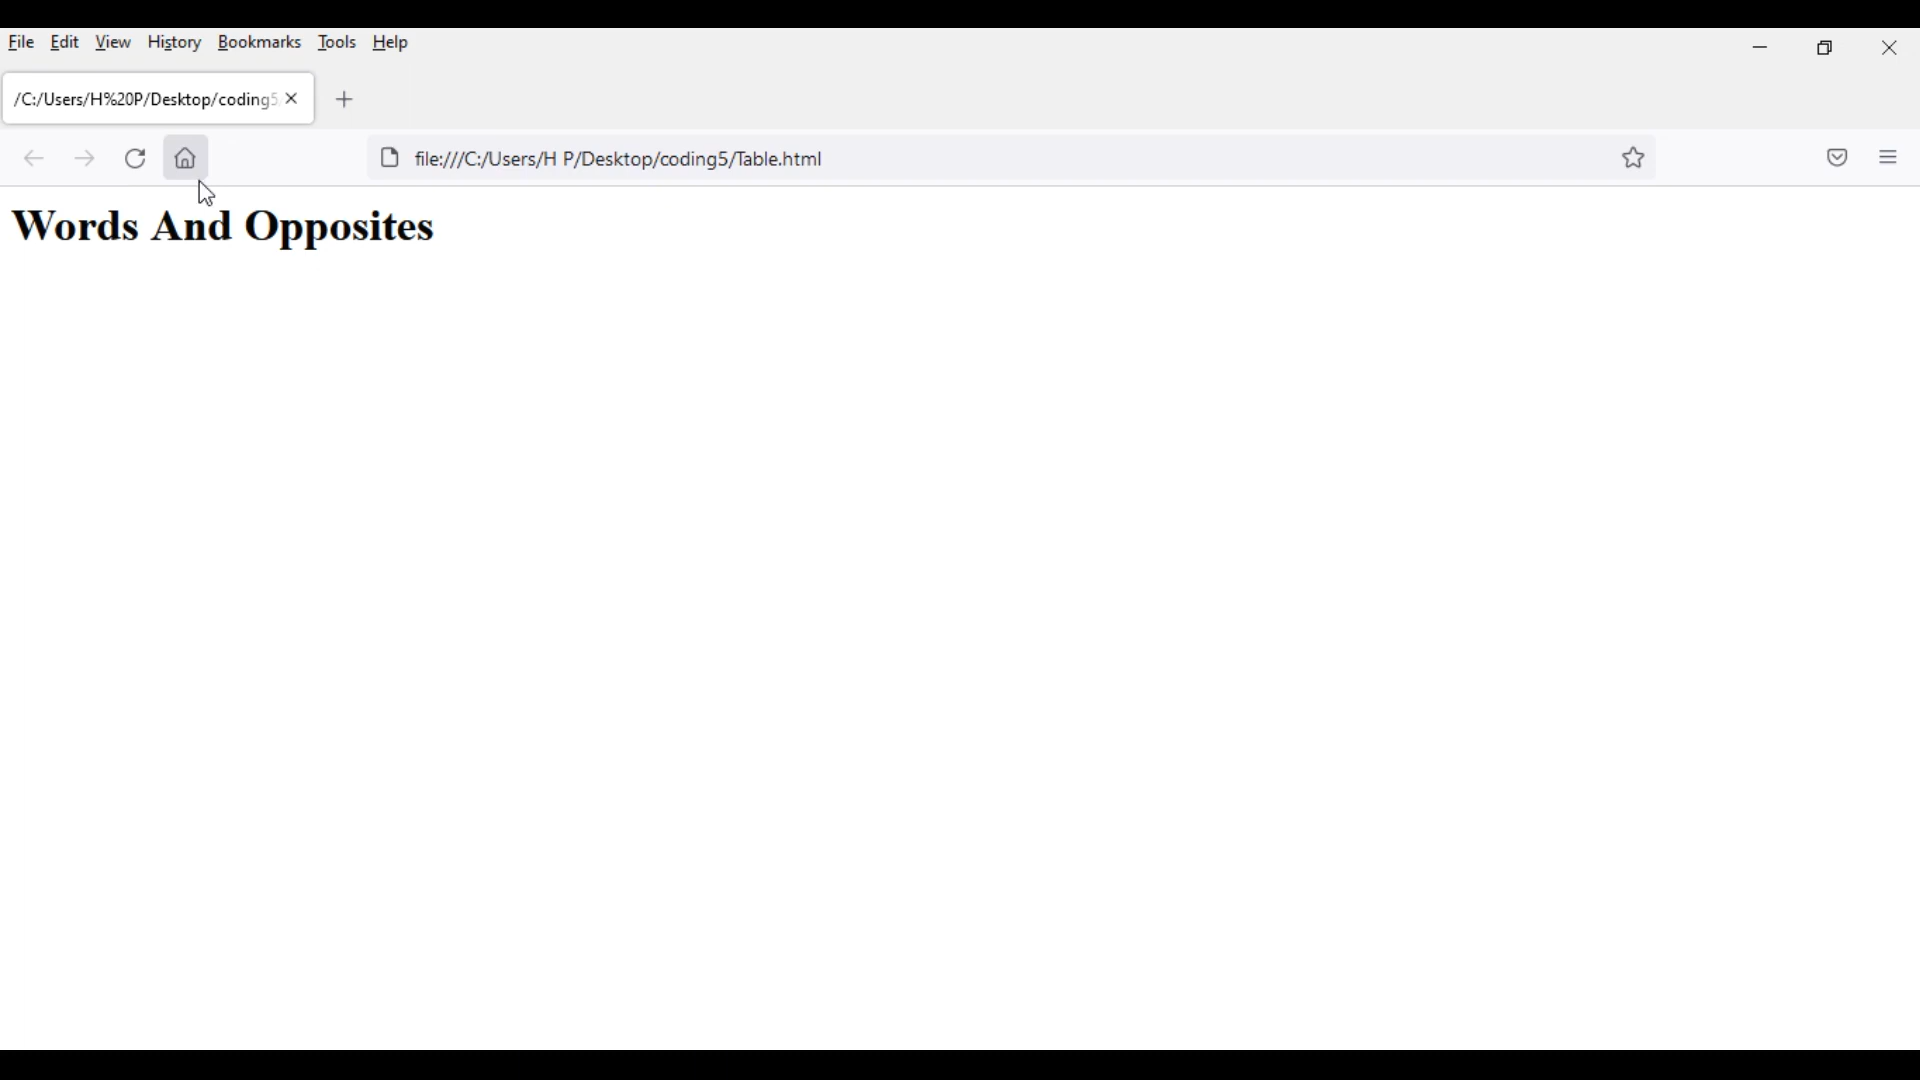 File Edit View History Bookmarks Tools Help
/C:/Users/H%20P/Desktop/coding5
file:///C:/Users/H P/Desktop/coding5/Table.html
Words And Opposites